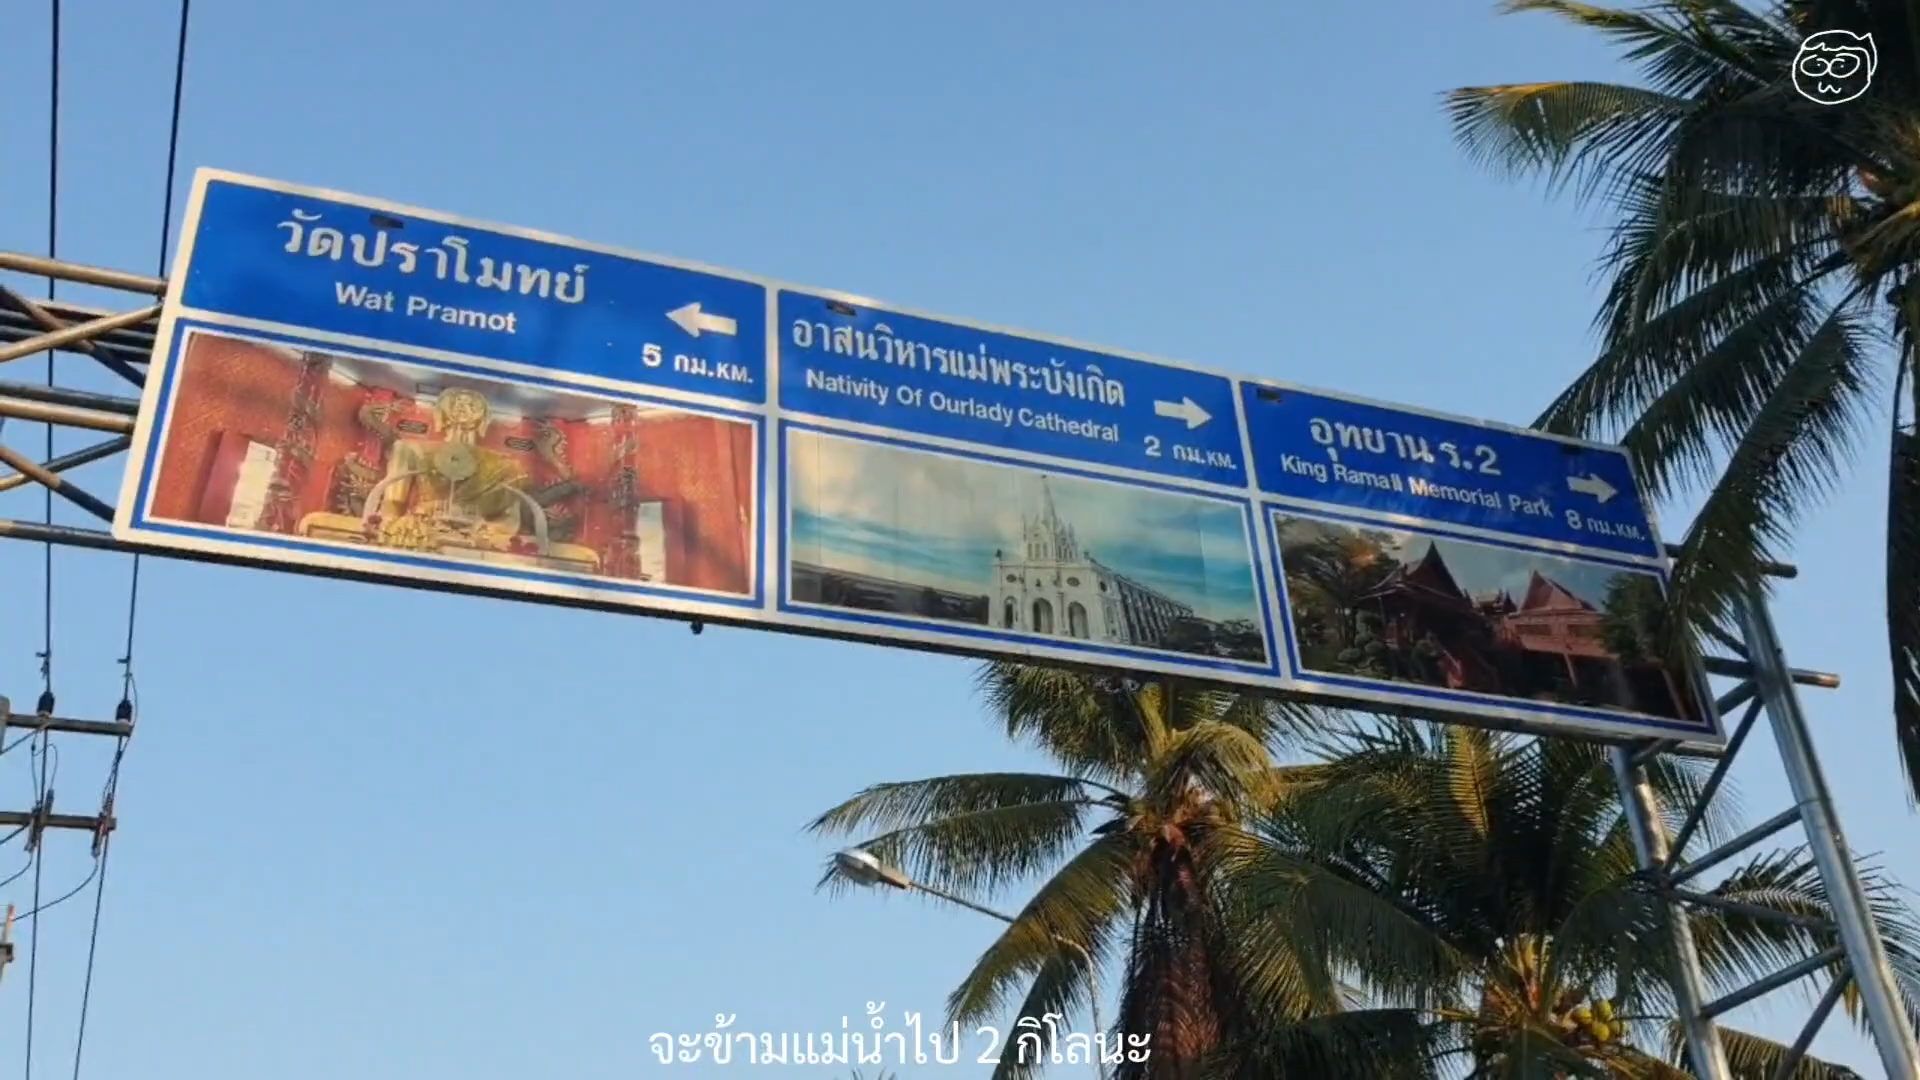 วัดปราโมทย์
Wat Pramot
5 กม.KM.
อาสนวิหารแม่พระบังเกิด
Nativity Of Ourlady Cathedral
2 กม.KM.
อุทยาน ร.2
King Rama II Memorial Park
8 กม.KM.
จะข้ามแม่น้ำไป 2 กิโลนะ